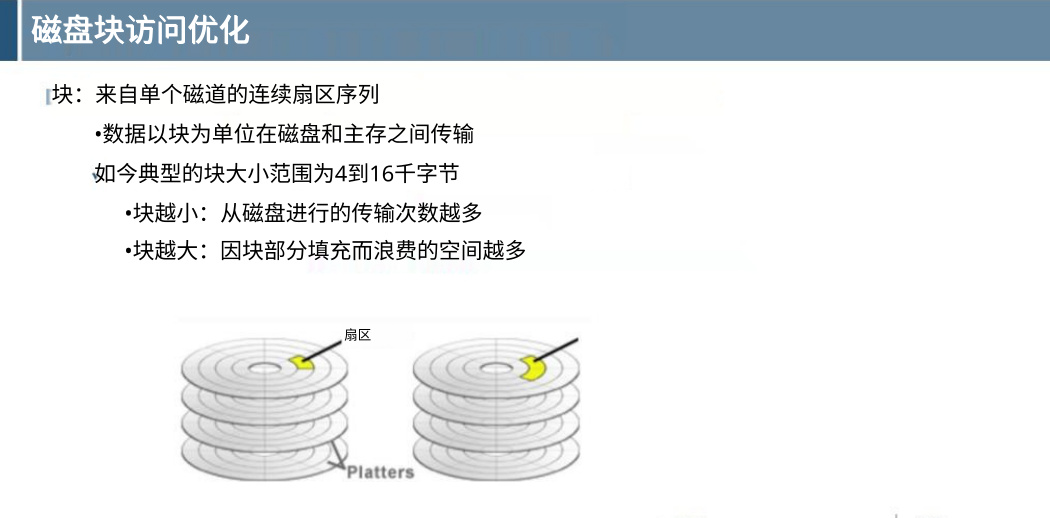 磁盘块访问优化
块：来自单个磁道的连续扇区序列
•数据以块为单位在磁盘和主存之间传输
如今典型的块大小范围为4到16千字节
•块越小：从磁盘进行的传输次数越多
•块越大：因块部分填充而浪费的空间越多
扇区
Platters